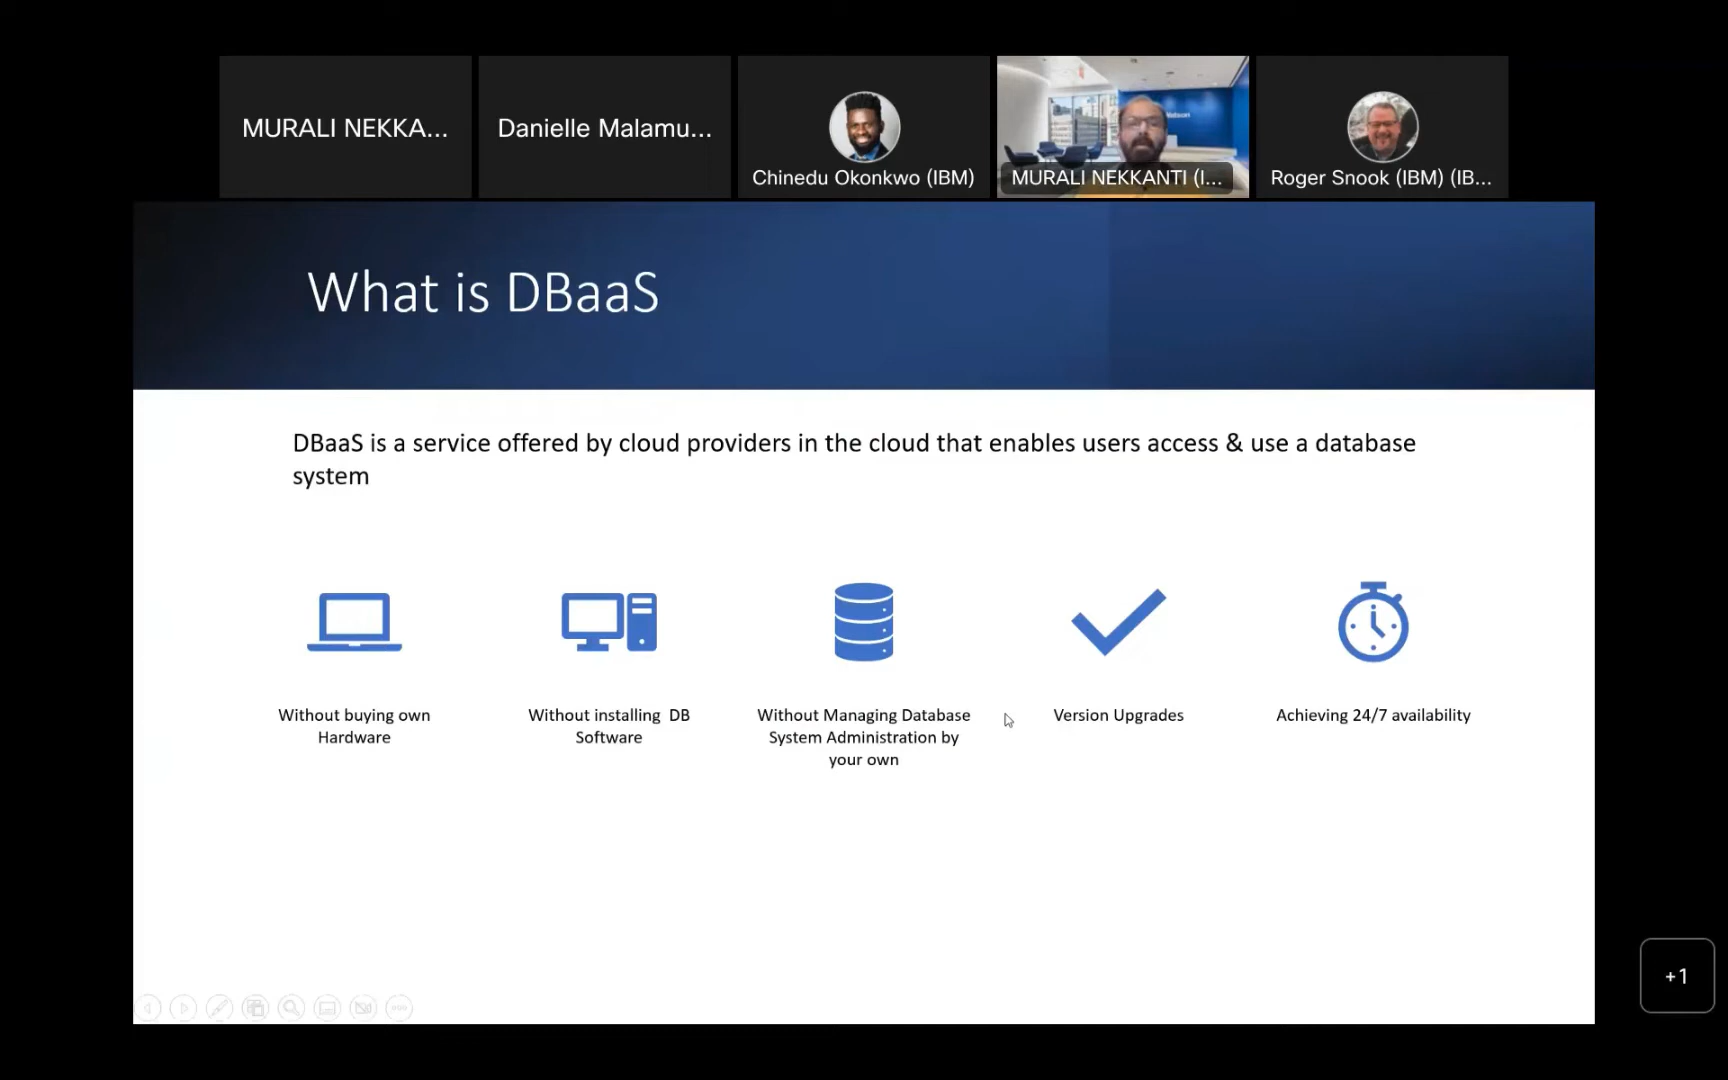 MURALI NEKKA...
Danielle Malamu...
Chinedu Okonkwo (IBM)
MURALI NEKKANTI (I...
Roger Snook (IBM) (IB...
What is DBaaS
DBaaS is a service offered by cloud providers in the cloud that enables users access & use a database
system
Without buying own
Hardware
Without installing  DB
Software
Without Managing Database
System Administration by
your own
Version Upgrades
Achieving 24/7 availability
+1